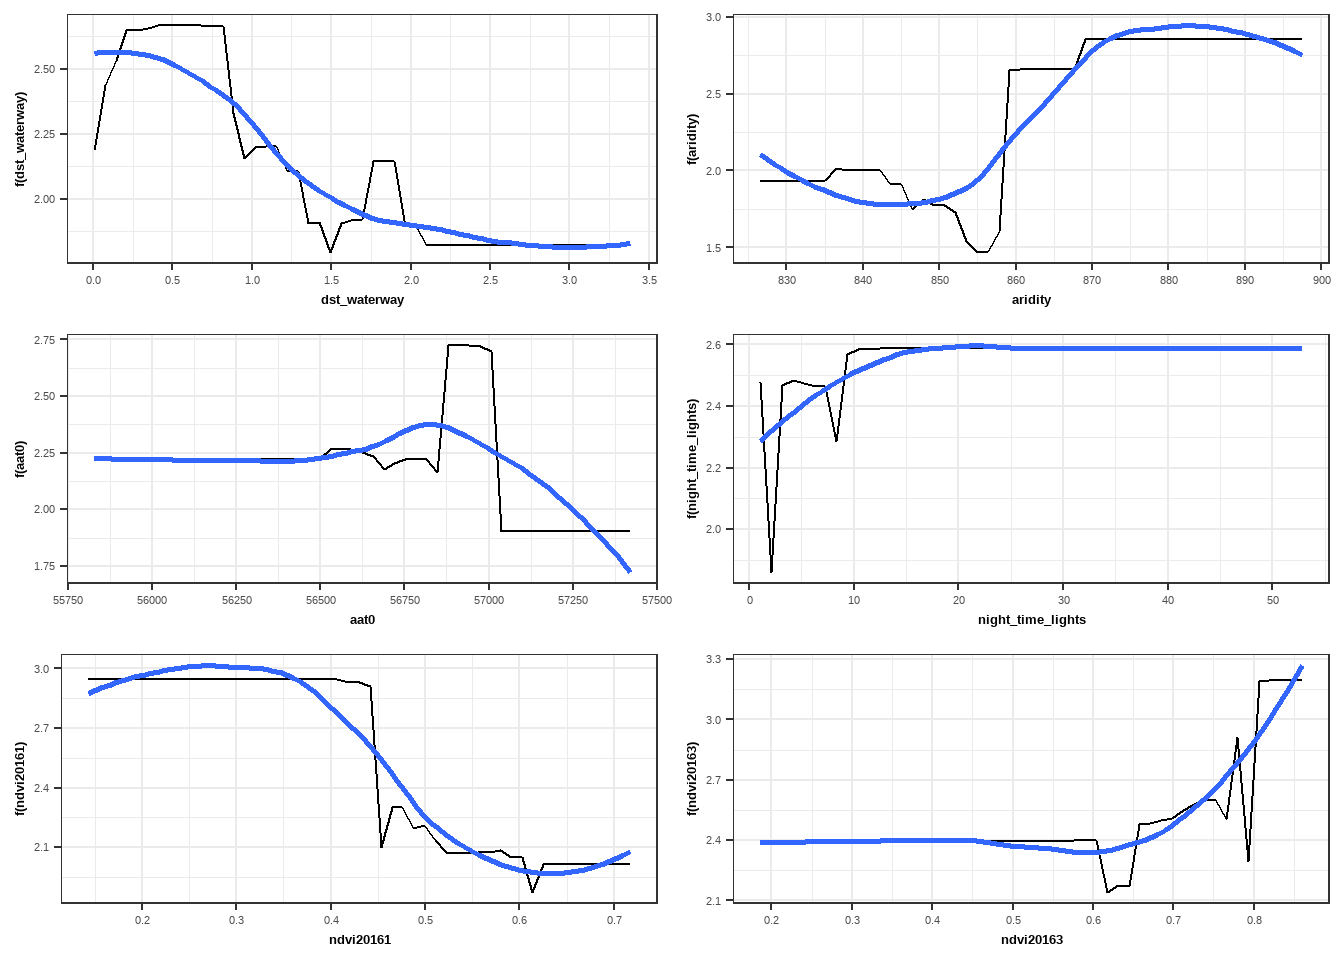 f(dst_waterway)
2.50
2.25
2.00
0.0 0.5 1.0 1.5 2.0 2.5 3.0 3.5
dst_waterway
f(aridity)
3.0
2.5
2.0
1.5
830 840 850 860 870 880 890 900
aridity
f(aat0)
2.75
2.50
2.25
2.00
1.75
55750 56000 56250 56500 56750 57000 57250 57500
aat0
f(night_time_lights)
2.6
2.4
2.2
2.0
0 10 20 30 40 50
night_time_lights
f(ndvi20161)
3.0
2.7
2.4
2.1
0.2 0.3 0.4 0.5 0.6 0.7
ndvi20161
f(ndvi20163)
3.3
3.0
2.7
2.4
2.1
0.2 0.3 0.4 0.5 0.6 0.7 0.8
ndvi20163